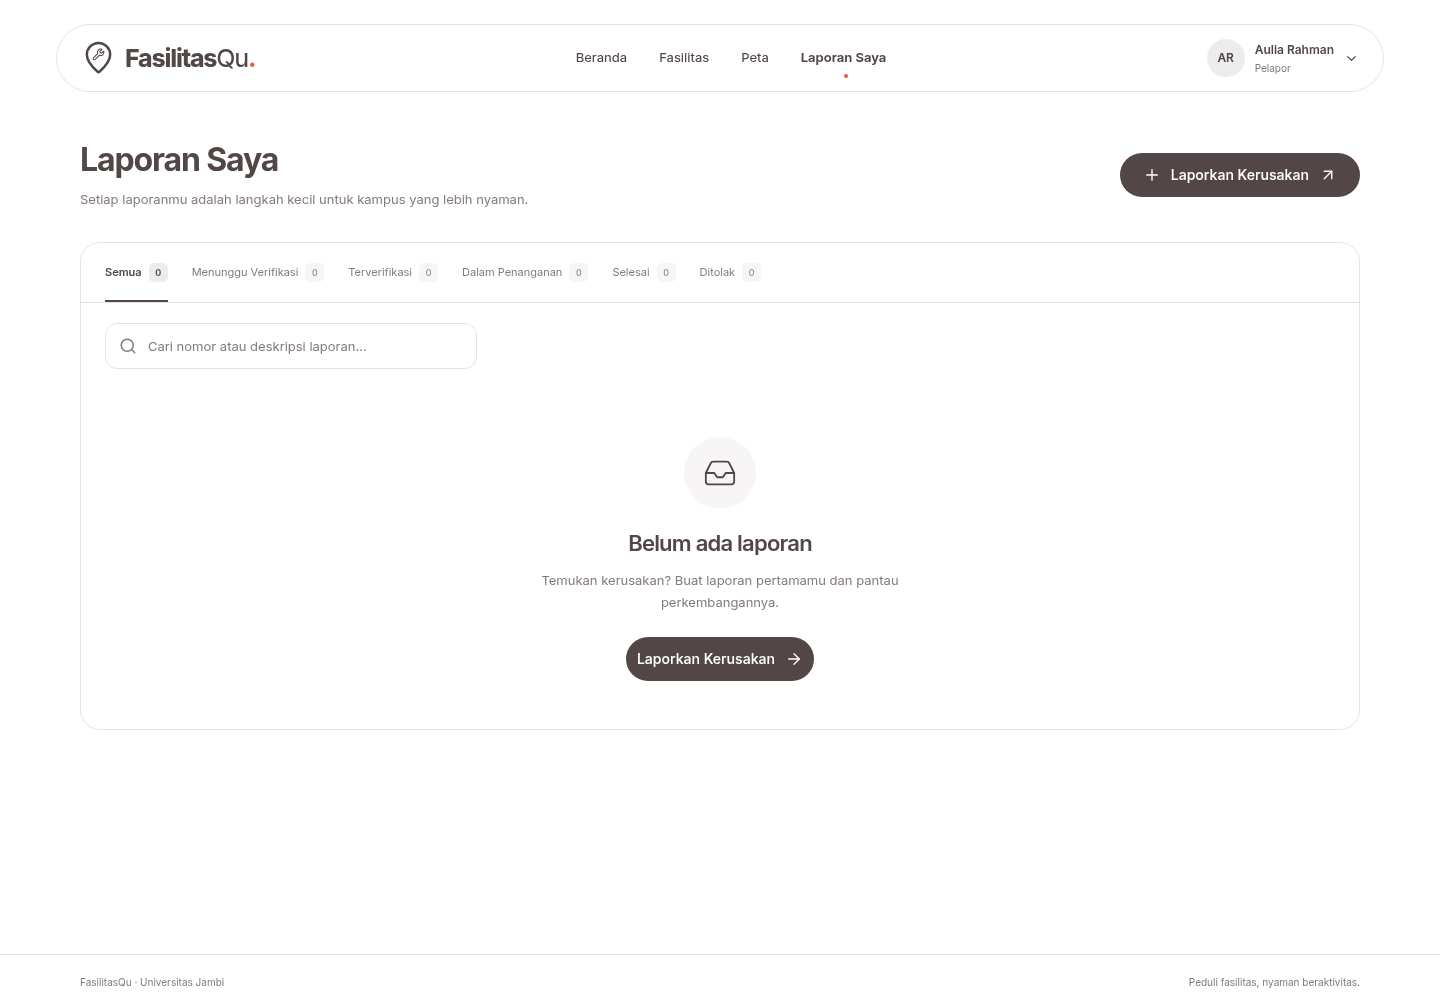 FasilitasQu.
Beranda
Fasilitas
Peta
Laporan Saya
AR
Aulia Rahman
Pelapor
Laporan Saya
Setiap laporanmu adalah langkah kecil untuk kampus yang lebih nyaman.
Laporkan Kerusakan
Semua 0
Menunggu Verifikasi 0
Terverifikasi 0
Dalam Penanganan 0
Selesai 0
Ditolak 0
Cari nomor atau deskripsi laporan...
Belum ada laporan
Temukan kerusakan? Buat laporan pertamamu dan pantau
perkembangannya.
Laporkan Kerusakan
FasilitasQu · Universitas Jambi
Peduli fasilitas, nyaman beraktivitas.